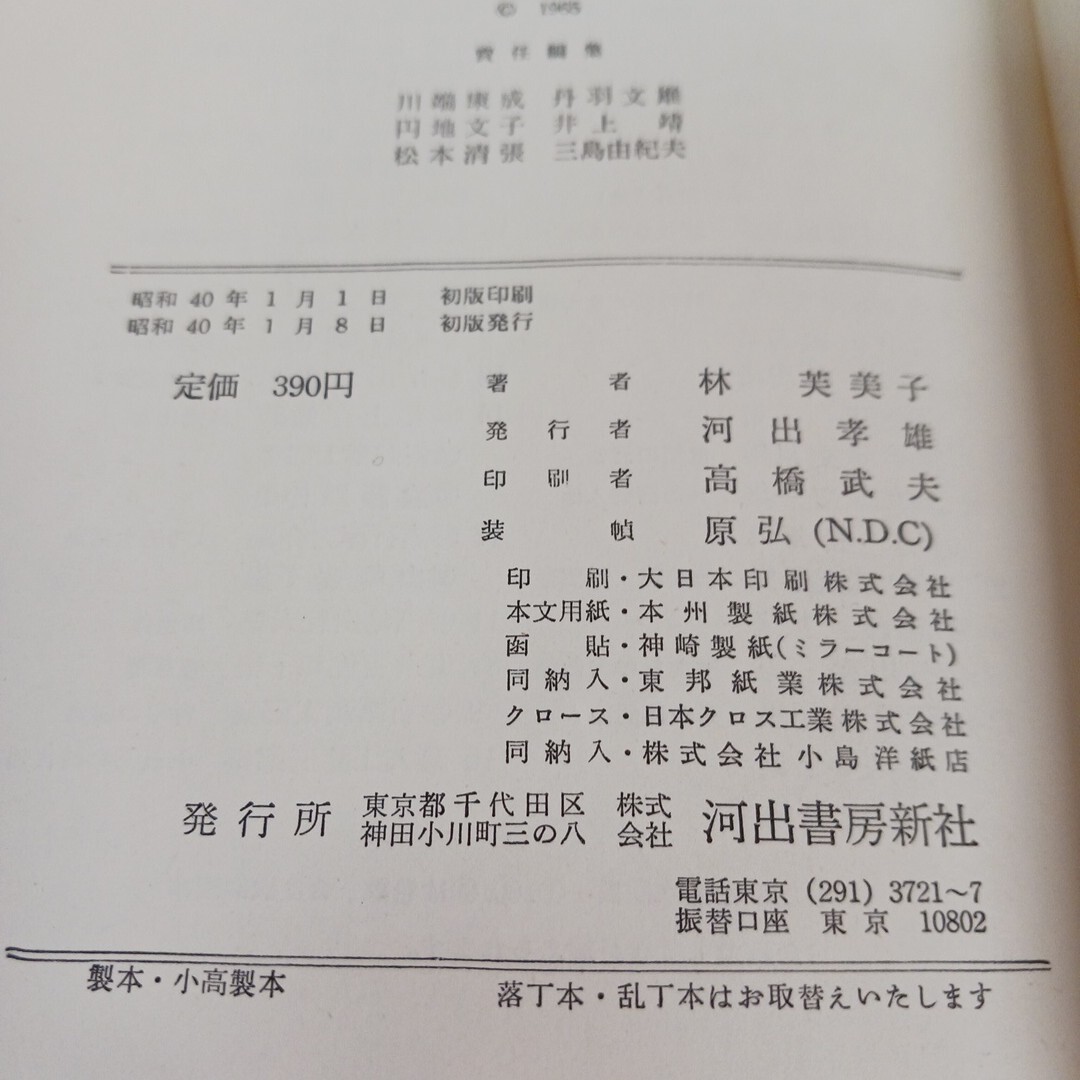 © 1965
責任編集
川端康成 丹羽文雄
円地文子 井上 靖
松本清張 三島由紀夫
昭和40年1月1日 初版印刷
昭和40年1月8日 初版発行
定価 390円
著者 林 芙美子
発行者 河出孝雄
印刷者 高橋武夫
装幀 原弘(N.D.C)
印刷・大日本印刷株式会社
本文用紙・本州製紙株式会社
函貼・神崎製紙(ミラーコート)
同納入・東邦紙業株式会社
クロース・日本クロス工業株式会社
同納入・株式会社小島洋紙店
発行所 東京都千代田区神田小川町三の八 株式会社 河出書房新社
電話東京 (291) 3721~7
振替口座 東京 10802
製本・小高製本
落丁本・乱丁本はお取替えいたします